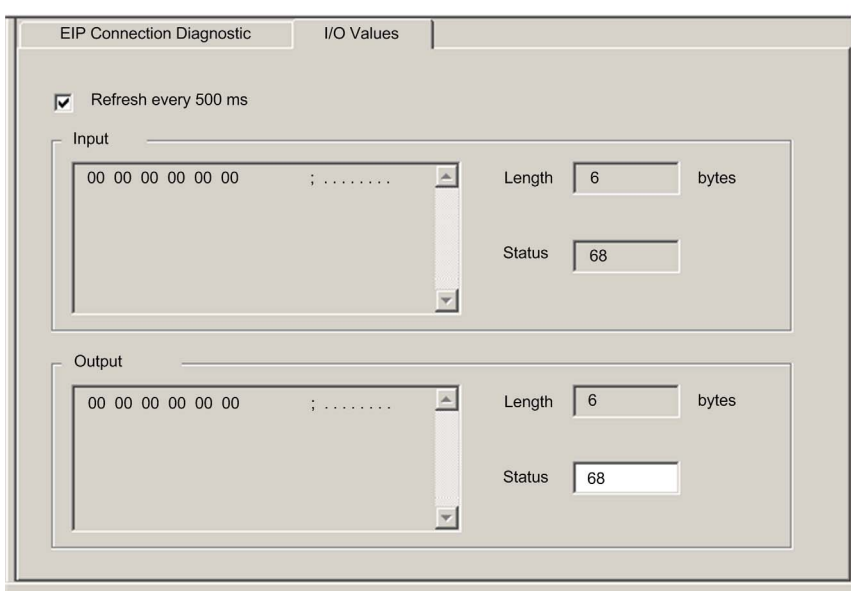 EIP Connection Diagnostic
I/O Values
Refresh every 500 ms
Input
00 00 00 00 00 00 ; . . . . . . . .
Length 6 bytes
Status 68
Output
00 00 00 00 00 00 ; . . . . . . . .
Length 6 bytes
Status 68